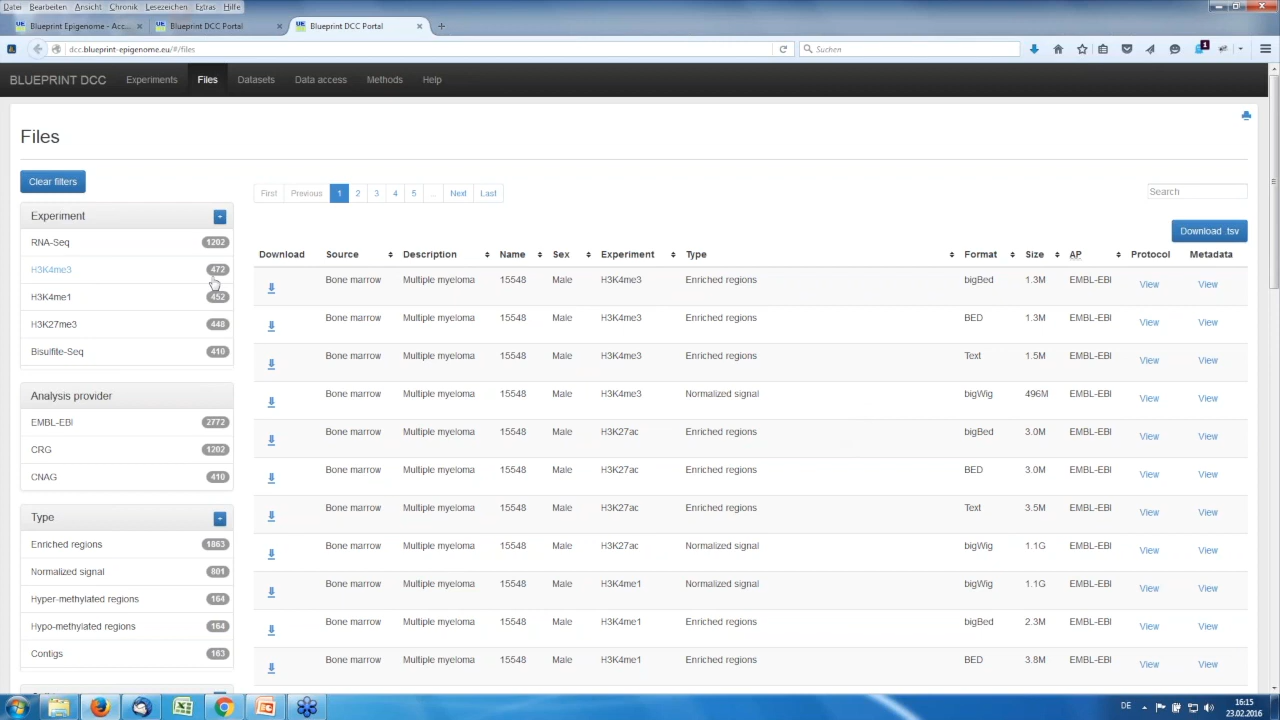 Datei Bearbeiten Ansicht Chronik Lesezeichen Extras Hilfe
Blueprint Epigenome - Acc... × Blueprint DCC Portal × Blueprint DCC Portal × +
dcc.blueprint-epigenome.eu/#/files Suchen 1
BLUEPRINT DCC Experiments Files Datasets Data access Methods Help
Files
Clear filters
First Previous 1 2 3 4 5 ... Next Last
Search
Download .tsv
Experiment +
RNA-Seq 1202
H3K4me3 472
H3K4me1 452
H3K27me3 448
Bisulfite-Seq 410
Analysis provider
EMBL-EBI 2772
CRG 1202
CNAG 410
Type +
Enriched regions 1863
Normalized signal 801
Hyper-methylated regions 164
Hypo-methylated regions 164
Contigs 163
Download Source Description Name Sex Experiment Type Format Size AP Protocol Metadata
Bone marrow Multiple myeloma 15548 Male H3K4me3 Enriched regions bigBed 1.3M EMBL-EBI View View
Bone marrow Multiple myeloma 15548 Male H3K4me3 Enriched regions BED 1.3M EMBL-EBI View View
Bone marrow Multiple myeloma 15548 Male H3K4me3 Enriched regions Text 1.5M EMBL-EBI View View
Bone marrow Multiple myeloma 15548 Male H3K4me3 Normalized signal bigWig 496M EMBL-EBI View View
Bone marrow Multiple myeloma 15548 Male H3K27ac Enriched regions bigBed 3.0M EMBL-EBI View View
Bone marrow Multiple myeloma 15548 Male H3K27ac Enriched regions BED 3.0M EMBL-EBI View View
Bone marrow Multiple myeloma 15548 Male H3K27ac Enriched regions Text 3.5M EMBL-EBI View View
Bone marrow Multiple myeloma 15548 Male H3K27ac Normalized signal bigWig 1.1G EMBL-EBI View View
Bone marrow Multiple myeloma 15548 Male H3K4me1 Normalized signal bigWig 1.1G EMBL-EBI View View
Bone marrow Multiple myeloma 15548 Male H3K4me1 Enriched regions bigBed 2.3M EMBL-EBI View View
Bone marrow Multiple myeloma 15548 Male H3K4me1 Enriched regions BED 3.8M EMBL-EBI View View
DE 16:15
23.02.2016